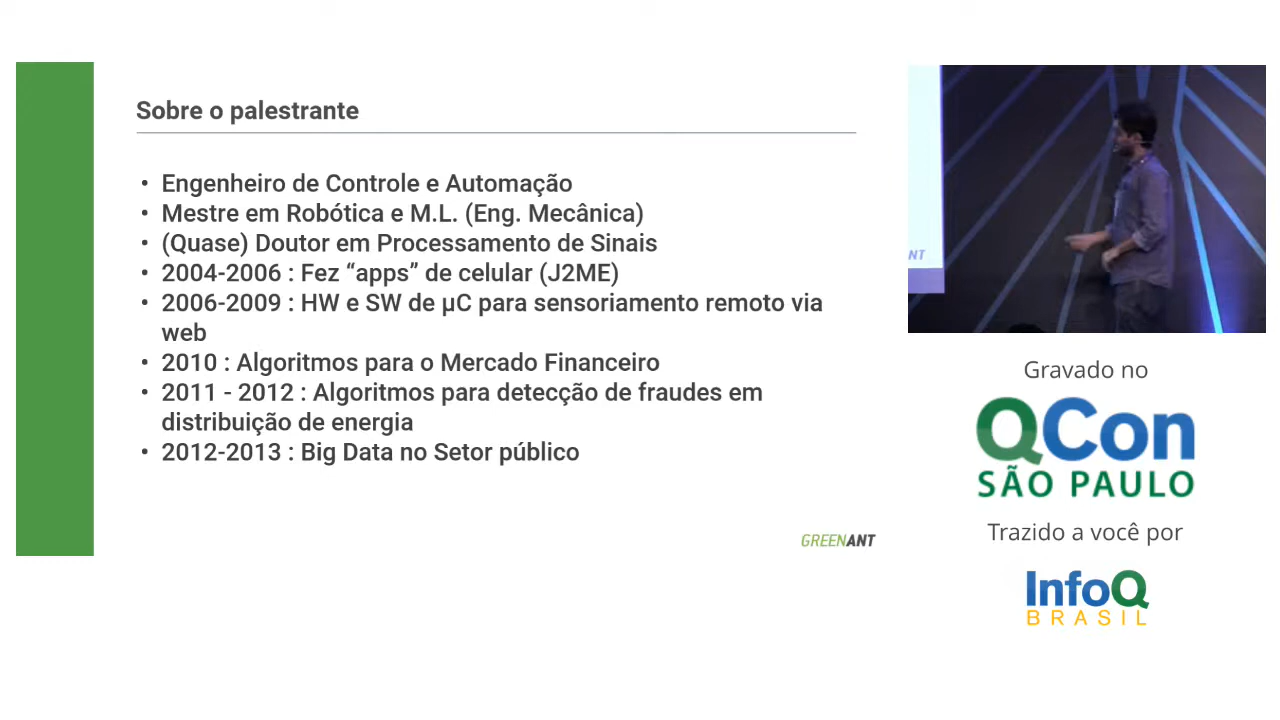 Sobre o palestrante
• Engenheiro de Controle e Automação
• Mestre em Robótica e M.L. (Eng. Mecânica)
• (Quase) Doutor em Processamento de Sinais
• 2004-2006 : Fez “apps” de celular (J2ME)
• 2006-2009 : HW e SW de µC para sensoriamento remoto via
web
• 2010 : Algoritmos para o Mercado Financeiro
• 2011 - 2012 : Algoritmos para detecção de fraudes em
distribuição de energia
• 2012-2013 : Big Data no Setor público
GREENANT
NT
Gravado no
QCon
SÃO PAULO
Trazido a você por
InfoQ
BRASIL